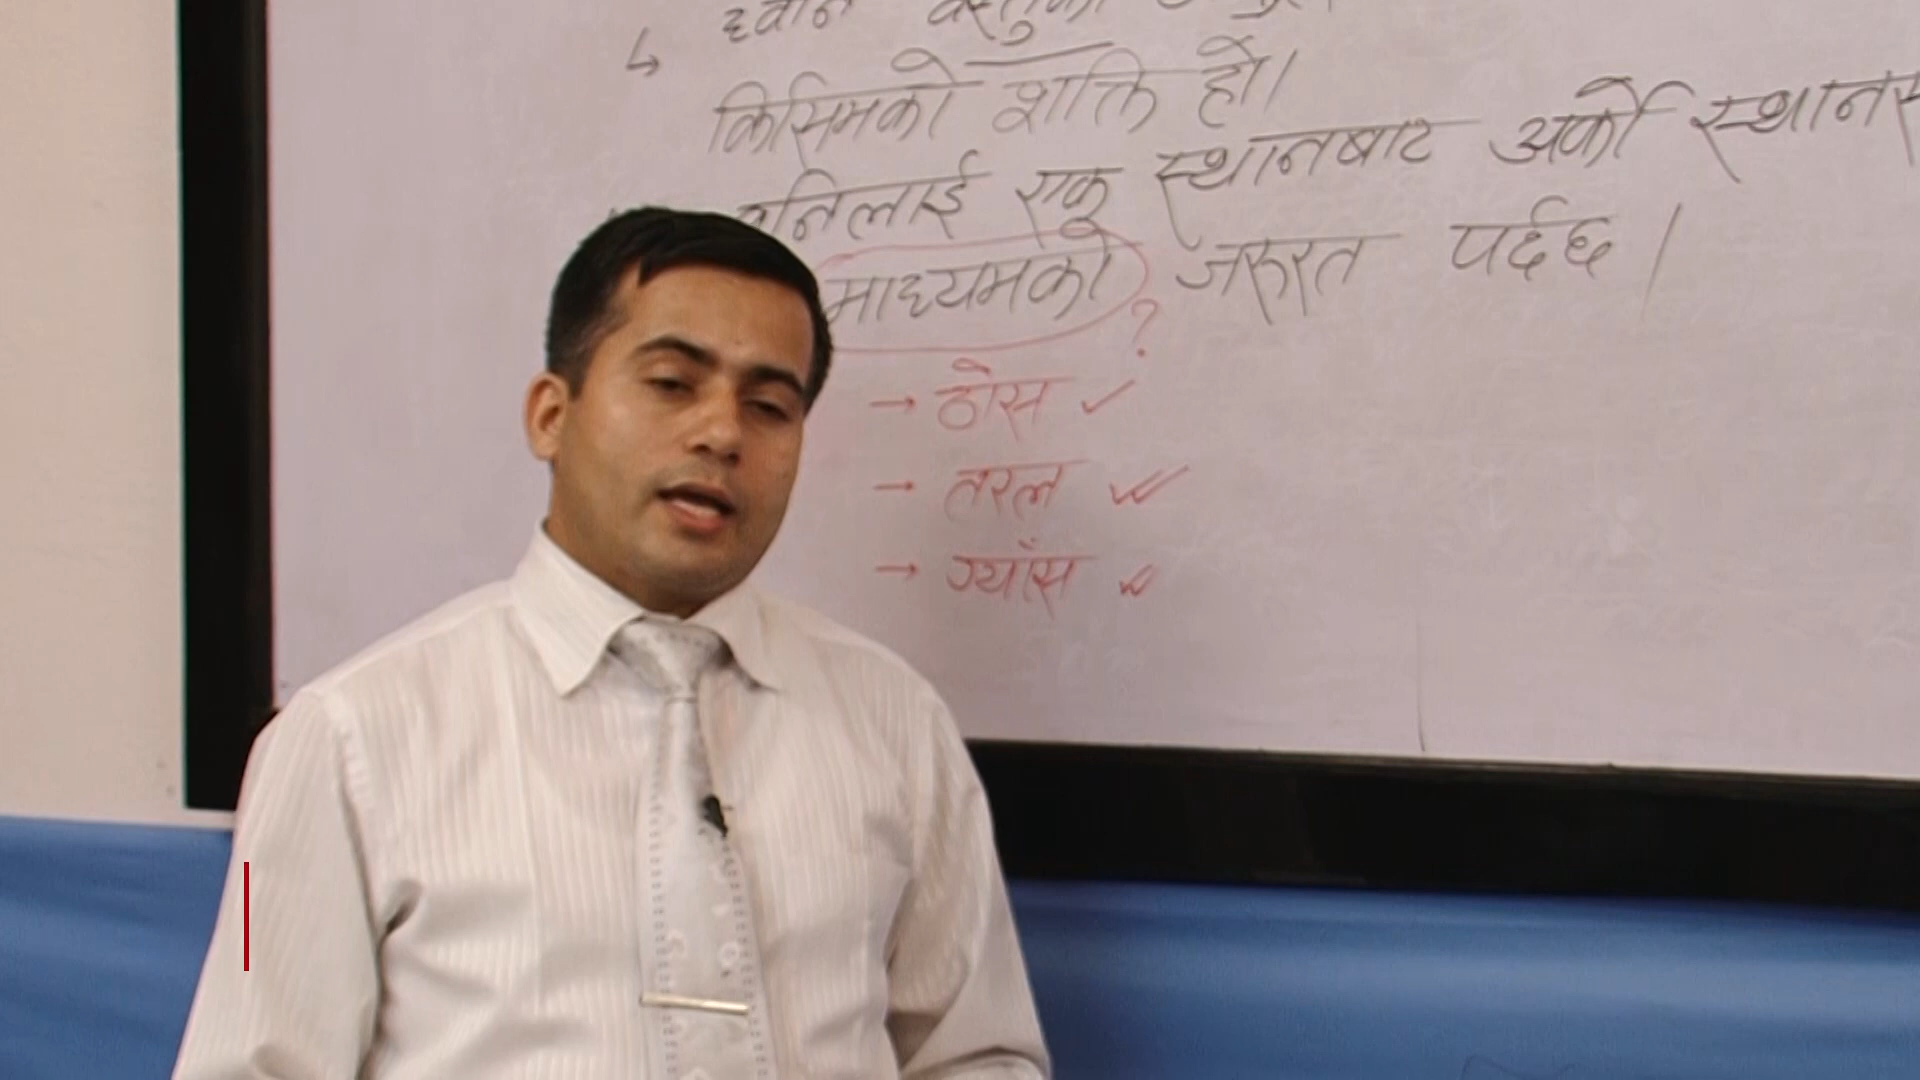 किसिमको शक्ति हो।
एक स्थानबाट अर्को
माध्यमको जरुरत पर्दछ।
?
→ ठोस ✓
→ तरल ✓✓
→ ग्याँस ✓